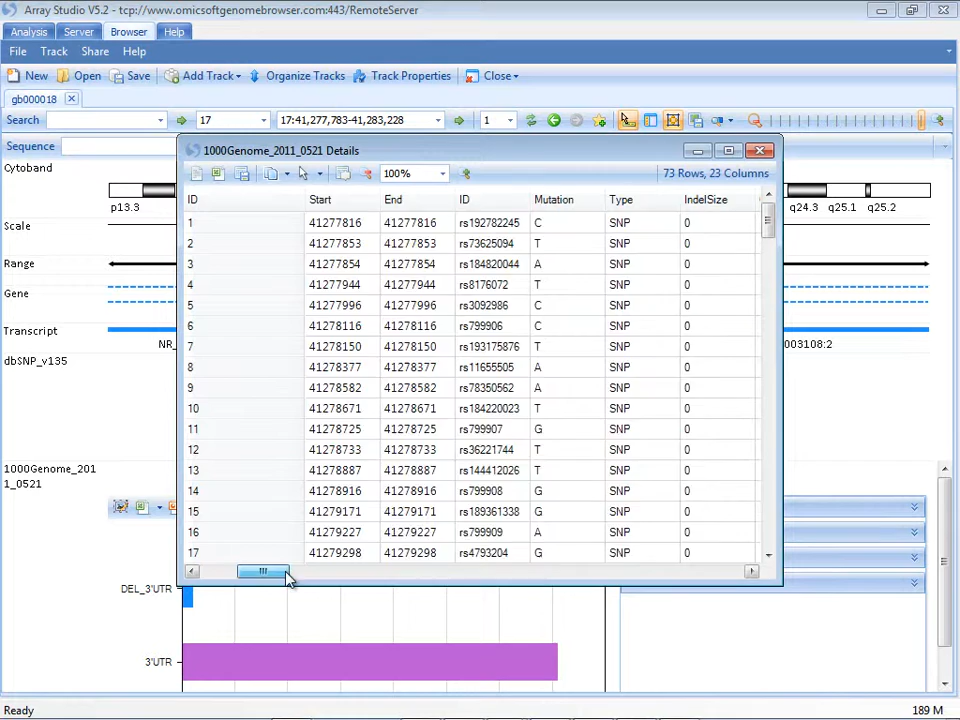 Array Studio V5.2 - tcp://www.omicsoftgenomebrowser.com:443/RemoteServer
Analysis Server Browser Help
File Track Share Help
New Open Save Add Track Organize Tracks Track Properties Close
gb000018
Search 17 17:41,277,783-41,283,228 1
Sequence
1000Genome_2011_0521 Details
Cytoband
100% 73 Rows, 23 Columns
p13.3 q24.3 q25.1 q25.2
Scale
Range
Gene
Transcript
NR_ 003108:2
dbSNP_v135
1000Genome_201
1_0521
ID Start End ID Mutation Type IndelSize
1 41277816 41277816 rs192782245 C SNP 0
2 41277853 41277853 rs73625094 T SNP 0
3 41277854 41277854 rs184820044 A SNP 0
4 41277944 41277944 rs8176072 T SNP 0
5 41277996 41277996 rs3092986 C SNP 0
6 41278116 41278116 rs799906 C SNP 0
7 41278150 41278150 rs193175876 T SNP 0
8 41278377 41278377 rs11655505 A SNP 0
9 41278582 41278582 rs78350562 A SNP 0
10 41278671 41278671 rs184220023 T SNP 0
11 41278725 41278725 rs799907 G SNP 0
12 41278733 41278733 rs36221744 T SNP 0
13 41278887 41278887 rs144412026 T SNP 0
14 41278916 41278916 rs799908 G SNP 0
15 41279171 41279171 rs189361338 G SNP 0
16 41279227 41279227 rs799909 A SNP 0
17 41279298 41279298 rs4793204 G SNP 0
DEL_3'UTR
3'UTR
Ready 189 M